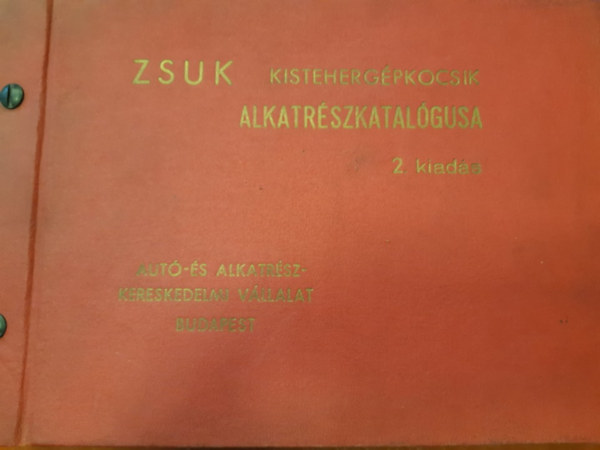 ZSUK KISTEHERGÉPKOCSIK
ALKATRÉSZKATALÓGUSA
2 kiadás
AUTÓ-ÉS ALKATRÉSZ-
KERESKEDELMI VÁLLALAT
BUDAPEST